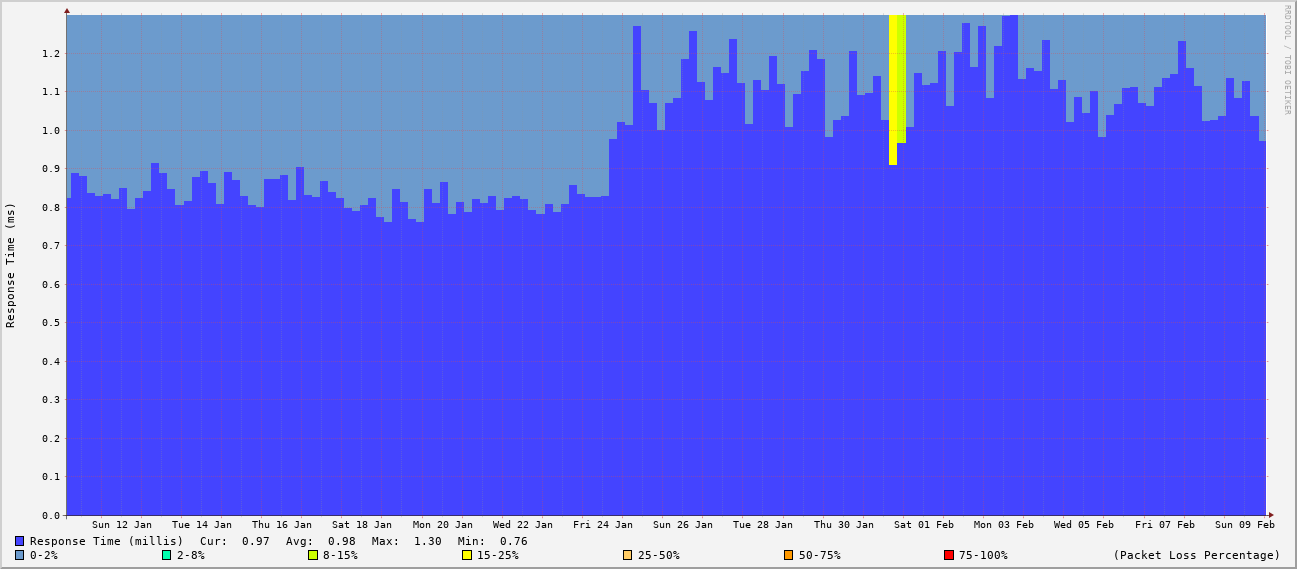 RRDTOOL / TOBI OETIKER
Response Time (ms)
1.2
1.1
1.0
0.9
0.8
0.7
0.6
0.5
0.4
0.3
0.2
0.1
0.0
Sun 12 Jan Tue 14 Jan Thu 16 Jan Sat 18 Jan Mon 20 Jan Wed 22 Jan Fri 24 Jan Sun 26 Jan Tue 28 Jan Thu 30 Jan Sat 01 Feb Mon 03 Feb Wed 05 Feb Fri 07 Feb Sun 09 Feb
Response Time (millis) Cur: 0.97 Avg: 0.98 Max: 1.30 Min: 0.76
0-2% 2-8% 8-15% 15-25% 25-50% 50-75% 75-100% (Packet Loss Percentage)